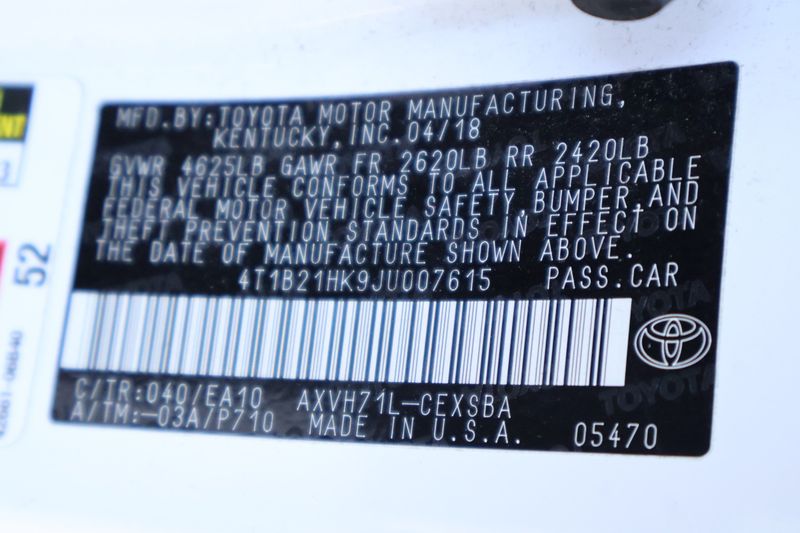 MFD.BY:TOYOTA MOTOR MANUFACTURING,
KENTUCKY,INC.04/18
GVWR 4625LB GAWR FR 2620LB RR 2420LB
THIS VEHICLE CONFORMS TO ALL APPLICABLE
FEDERAL MOTOR VEHICLE SAFETY,BUMPER,AND
THEFT PREVENTION STANDARDS IN EFFECT ON
THE DATE OF MANUFACTURE SHOWN ABOVE.
4T1B21HK9JU007615 PASS.CAR
C/TR:040/EA10 AXVH71L-CEXSBA
A/TM:-03A/P710 MADE IN U.S.A. 05470
52